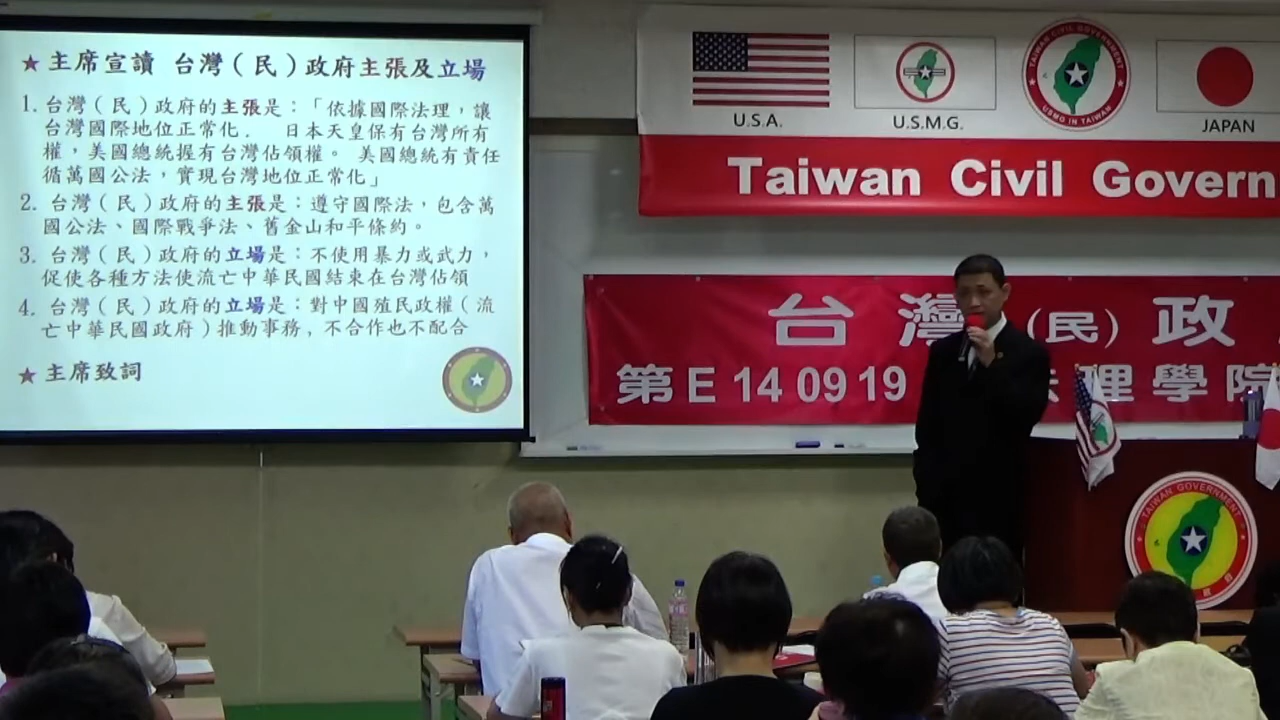 ★ 主席宣讀 台灣(民)政府主張及立場
1. 台灣(民)政府的主張是:「依據國際法理,讓
台灣國際地位正常化. 日本天皇保有台灣所有
權,美國總統握有台灣佔領權。 美國總統有責任
循萬國公法,實現台灣地位正常化」
2. 台灣(民)政府的主張是:遵守國際法,包含萬
國公法、國際戰爭法、舊金山和平條約。
3. 台灣(民)政府的立場是:不使用暴力或武力,
促使各種方法使流亡中華民國結束在台灣佔領
4. 台灣(民)政府的立場是:對中國殖民政權(流
亡中華民國政府)推動事務, 不合作也不配合
★ 主席致詞
U.S.A.
U.S.M.G.
TAIWAN CIVIL GOVERNMENT
USMG IN TAIWAN
JAPAN
Taiwan Civil Govern
台灣(民)政
第E 14 09 19
理學院
TAIWAN GOVERNMENT